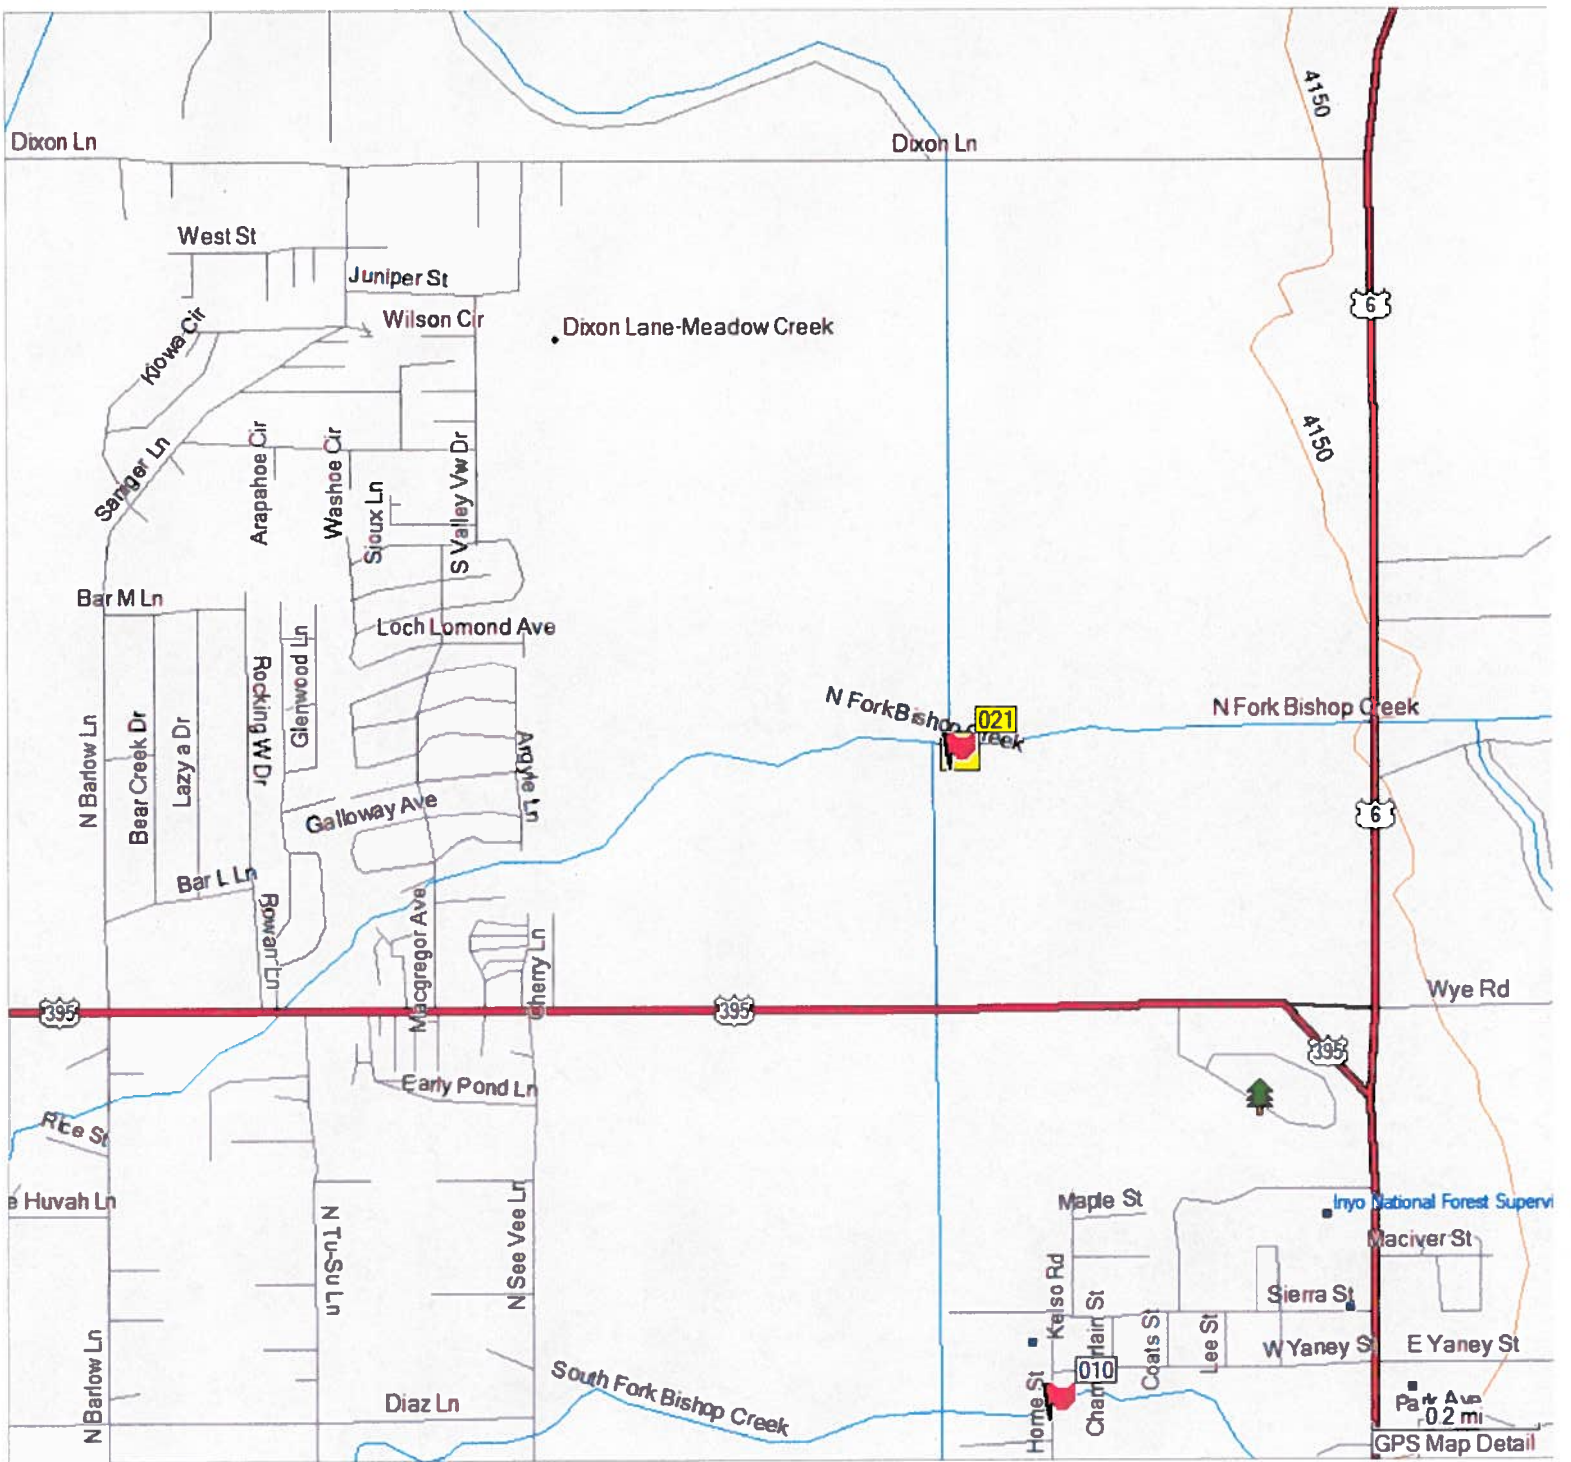 4150
Dixon Ln
Dixon Ln
West St
Juniper St
6
Wilson Cir
Kiowa Cir
Dixon Lane-Meadow Creek
4150
Arapahoe Cir
Washoe Cir
Saniger Ln
Sioux Ln
S Valley Vw Dr
Bar M Ln
Loch Lomond Ave
Glenwood Ln
Rocking W Dr
N Fork Bishop Creek
021
N Fork Bishop Creek
N Barlow Ln
Bear Creek Dr
Lazy a Dr
Argyle Ln
Galloway Ave
6
Bar L Ln
Rowan Ln
Macgregor Ave
Cherry Ln
Wye Rd
395
395
395
Early Pond Ln
Rice St
e Huvah Ln
Maple St
Inyo National Forest Supervi
N Tu-Su Ln
N See Vee Ln
Maciver St
Kelso Rd
Sierra St
Chamberlain St
Coats St
Lee St
W Yaney St
E Yaney St
N Barlow Ln
010
South Fork Bishop Creek
Diaz Ln
Home St
Park Ave
0.2 mi
GPS Map Detail